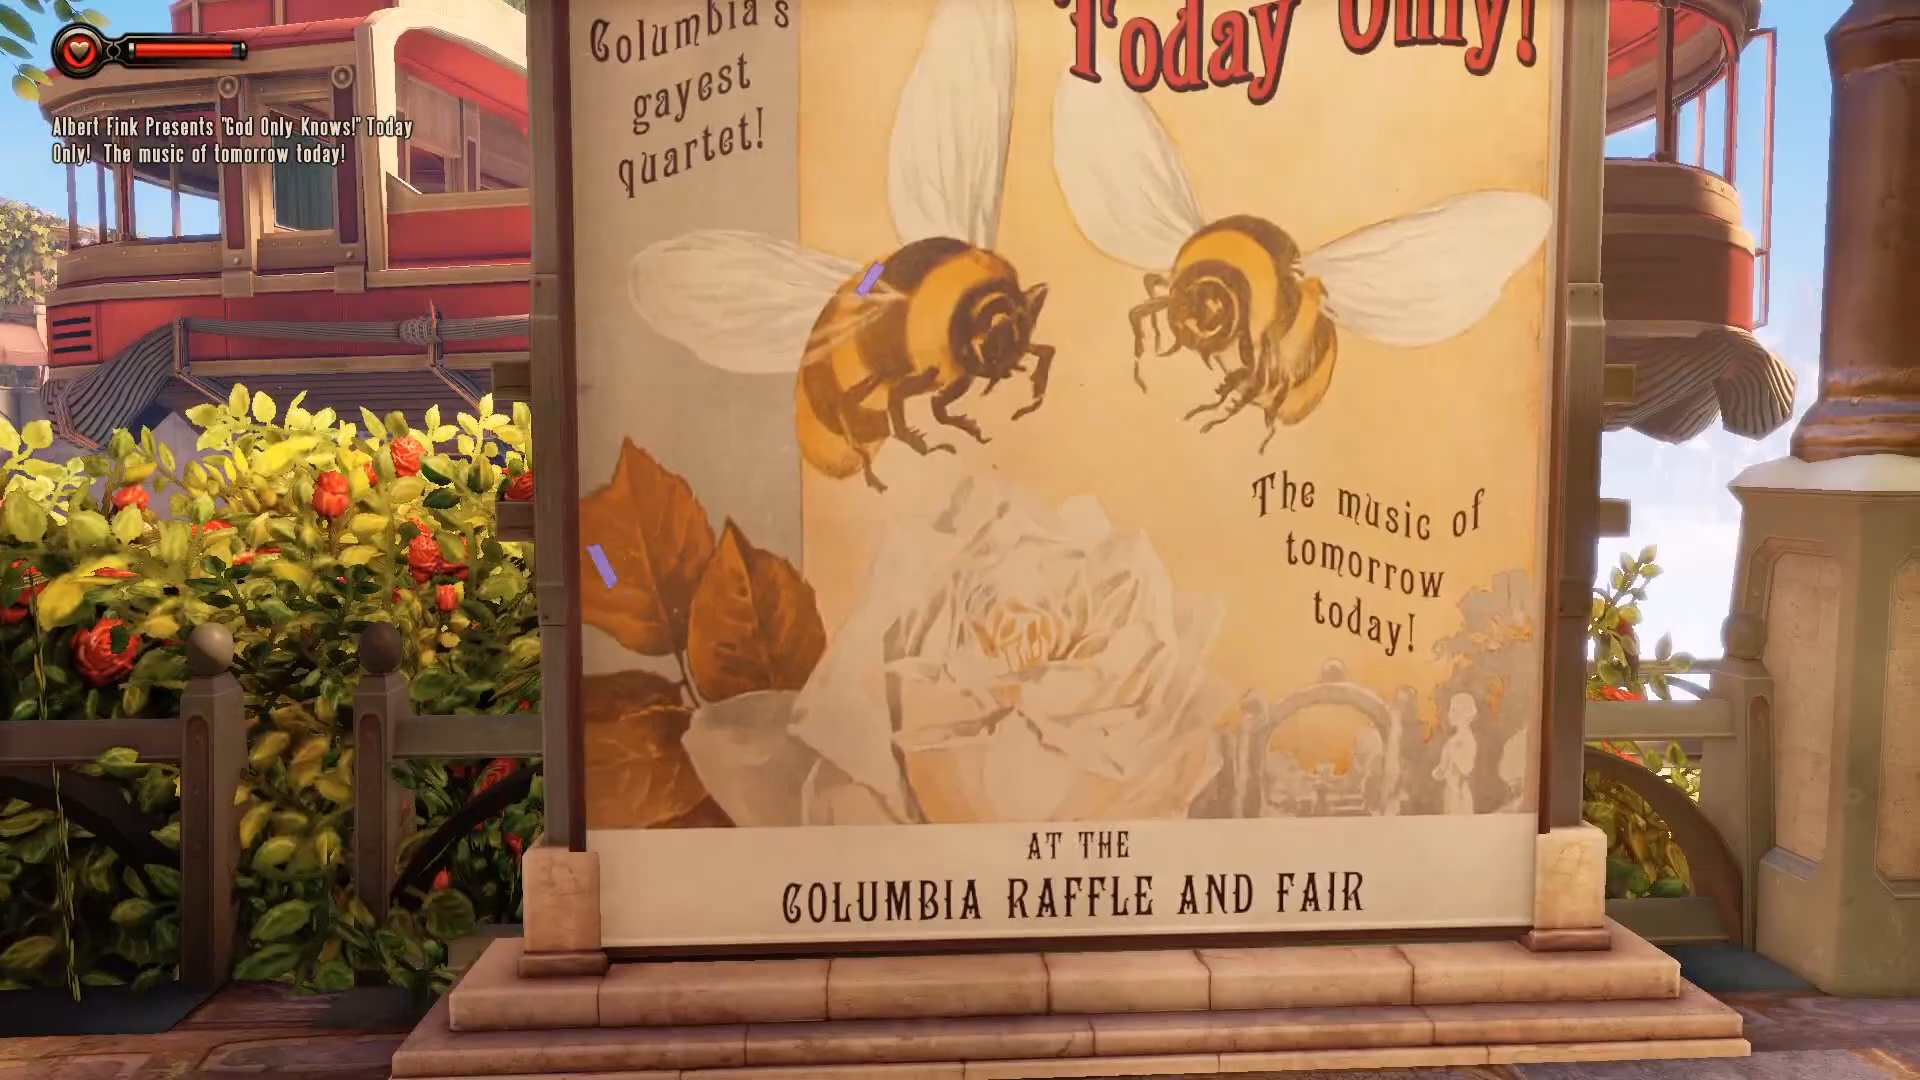 Albert Fink Presents "God Only Knows!" Today
Only! The music of tomorrow today!
Columbia's
gayest
quartet!
Today Only!
The music of
tomorrow
today!
AT THE
COLUMBIA RAFFLE AND FAIR